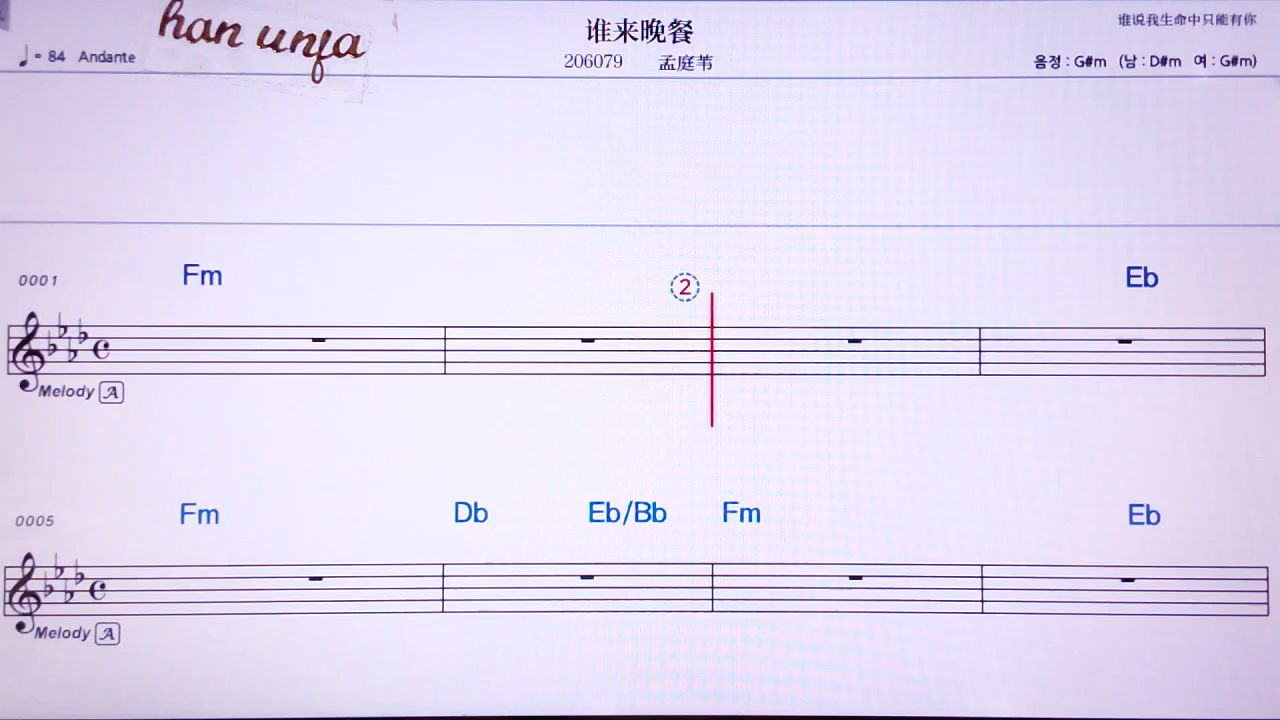 han unja
谁来晚餐
谁说我生命中只能有你
♩= 84 Andante
206079 孟庭苇
음정 : G#m (남 : D#m 여 : G#m)
0001 Fm ② Eb
Melody A
0005 Fm Db Eb/Bb Fm Eb
Melody A